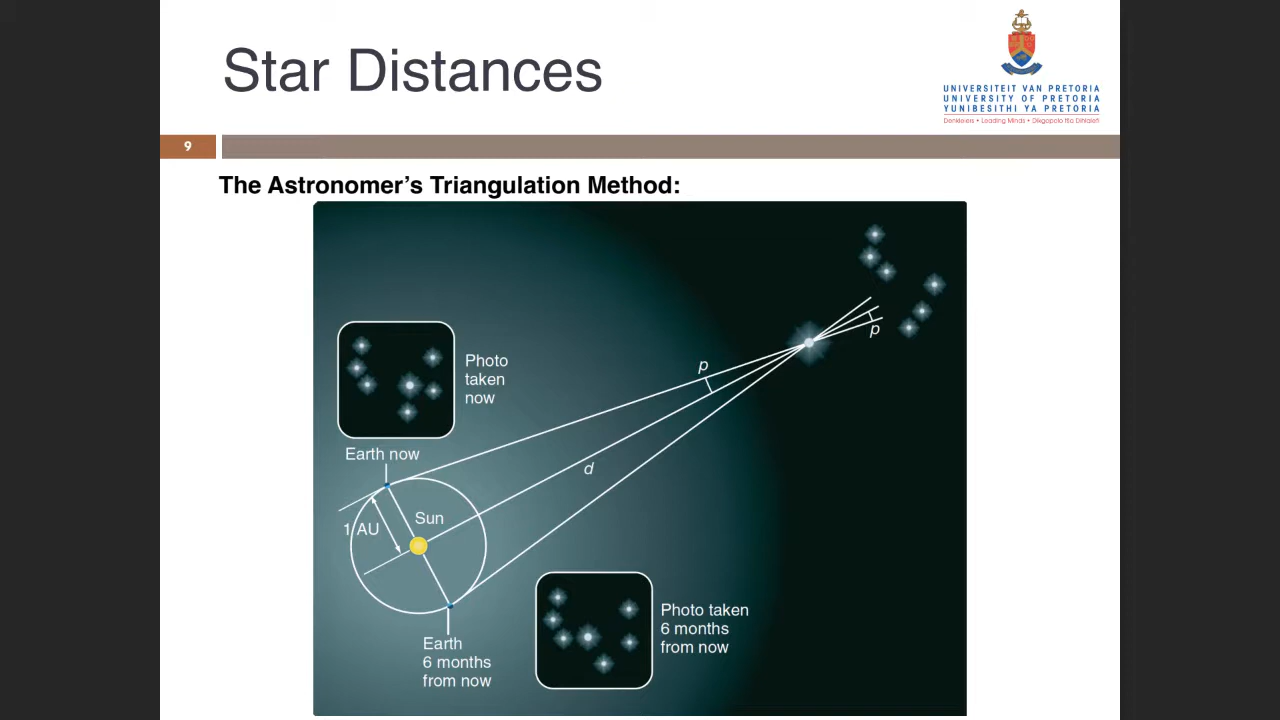 Star Distances
UNIVERSITEIT VAN PRETORIA
UNIVERSITY OF PRETORIA
YUNIBESITHI YA PRETORIA
Denkleiers • Leading Minds • Dikgopolo tša Dihlalefi
9
The Astronomer’s Triangulation Method:
p
p
Photo
taken
now
Earth now
d
1 AU
Sun
Photo taken
6 months
from now
Earth
6 months
from now